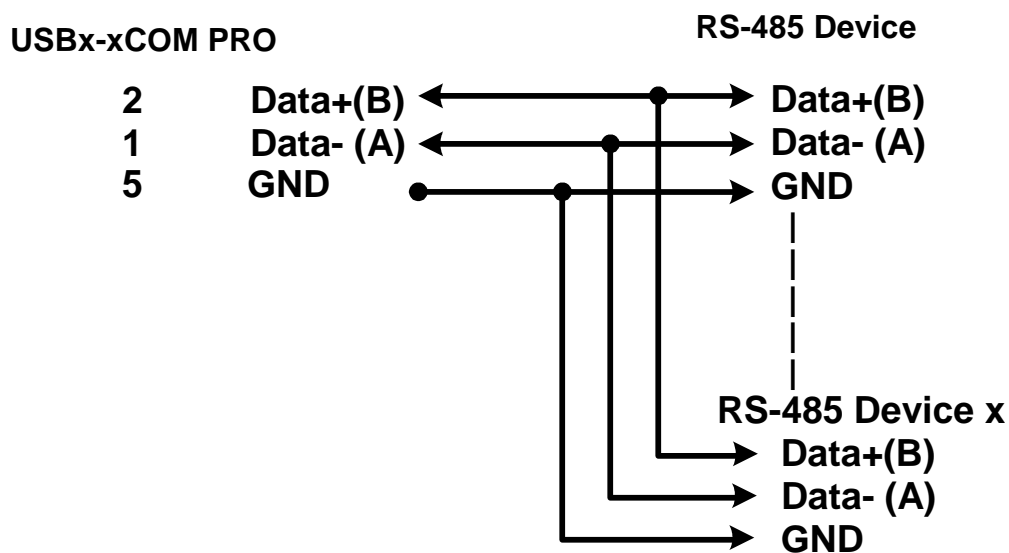 USBx-xCOM PRO
RS-485 Device
2 Data+(B) Data+(B)
1 Data- (A) Data- (A)
5 GND GND
RS-485 Device x
Data+(B)
Data- (A)
GND